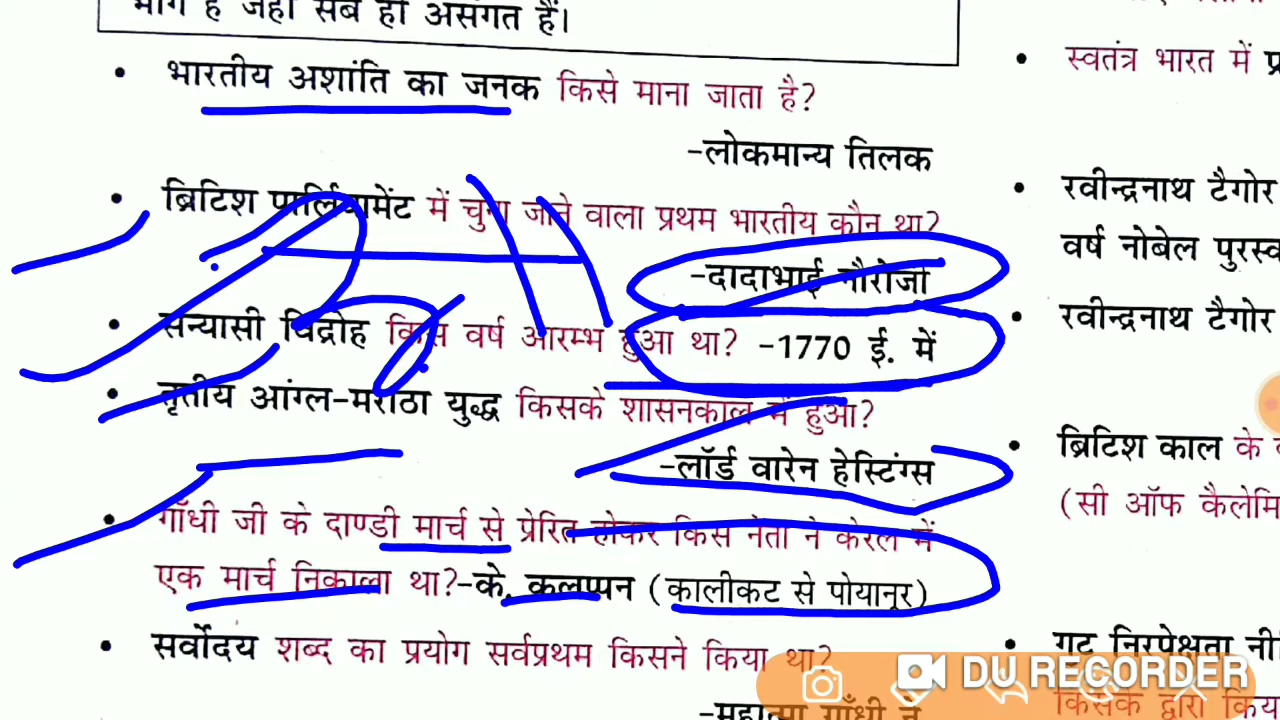 भाग है जहाँ सब ही असंगत हैं।
• भारतीय अशांति का जनक किसे माना जाता है?
-लोकमान्य तिलक
• ब्रिटिश पार्लियामेंट में चुना जाने वाला प्रथम भारतीय कौन था?
-दादाभाई नौरोजी
• सन्यासी विद्रोह किस वर्ष आरम्भ हुआ था? -1770 ई. में
• तृतीय आंग्ल-मराठा युद्ध किसके शासनकाल में हुआ?
-लॉर्ड वारेन हेस्टिंग्स
• गाँधी जी के दाण्डी मार्च से प्रेरित होकर किस नेता ने केरल में
एक मार्च निकाला था?-के. कलप्पन (कालीकट से पोयानूर)
• सर्वोदय शब्द का प्रयोग सर्वप्रथम किसने किया था?
-महात्मा गाँधी ने
• स्वतंत्र भारत में
• रवीन्द्रनाथ टैगोर
वर्ष नोबेल
• रवीन्द्रनाथ टैगोर
• ब्रिटिश काल के
(सी ऑफ
• गुट निरपेक्षता
किसके द्वारा
DU RECORDER